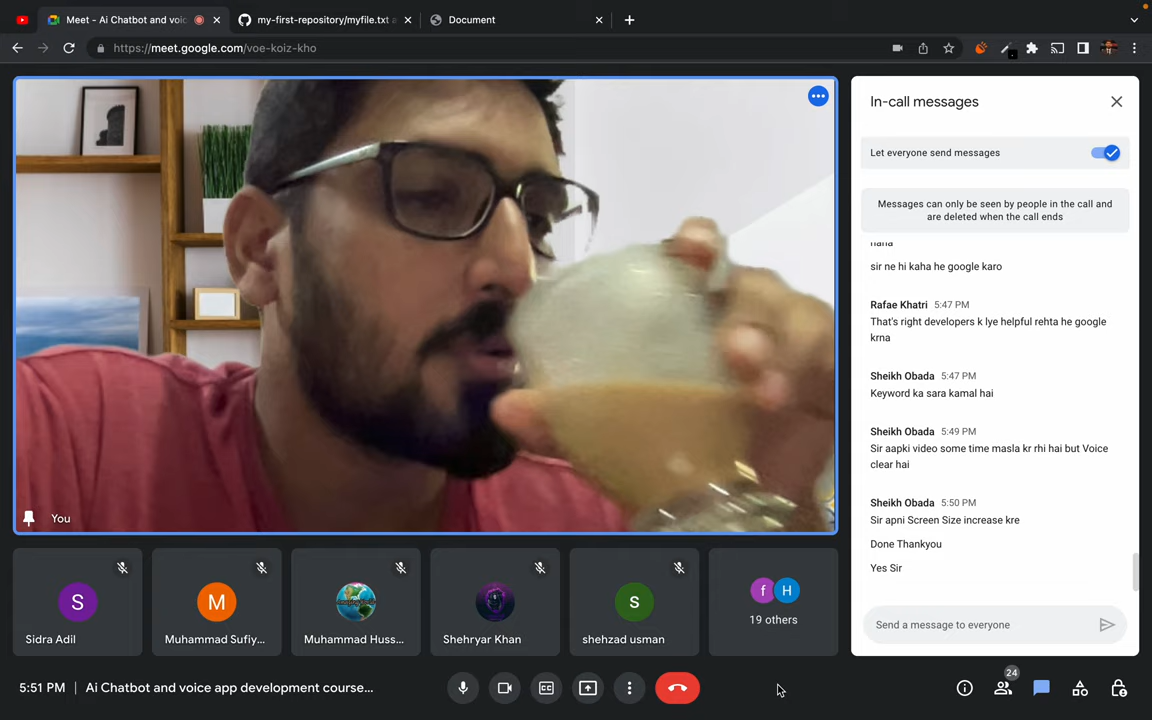 Meet - Ai Chatbot and voic
my-first-repository/myfile.txt a
Document
https://meet.google.com/voe-koiz-kho
In-call messages
Let everyone send messages
Messages can only be seen by people in the call and
are deleted when the call ends
haha
sir ne hi kaha he google karo
Rafae Khatri 5:47 PM
That's right developers k lye helpful rehta he google
krna
Sheikh Obada 5:47 PM
Keyword ka sara kamal hai
Sheikh Obada 5:49 PM
Sir aapki video some time masla kr rhi hai but Voice
clear hai
Sheikh Obada 5:50 PM
Sir apni Screen Size increase kre
Done Thankyou
Yes Sir
Send a message to everyone
You
S
Sidra Adil
M
Muhammad Sufiy...
Muhammad Huss...
Shehryar Khan
s
shehzad usman
f H
19 others
5:51 PM | Ai Chatbot and voice app development course...
CC
24